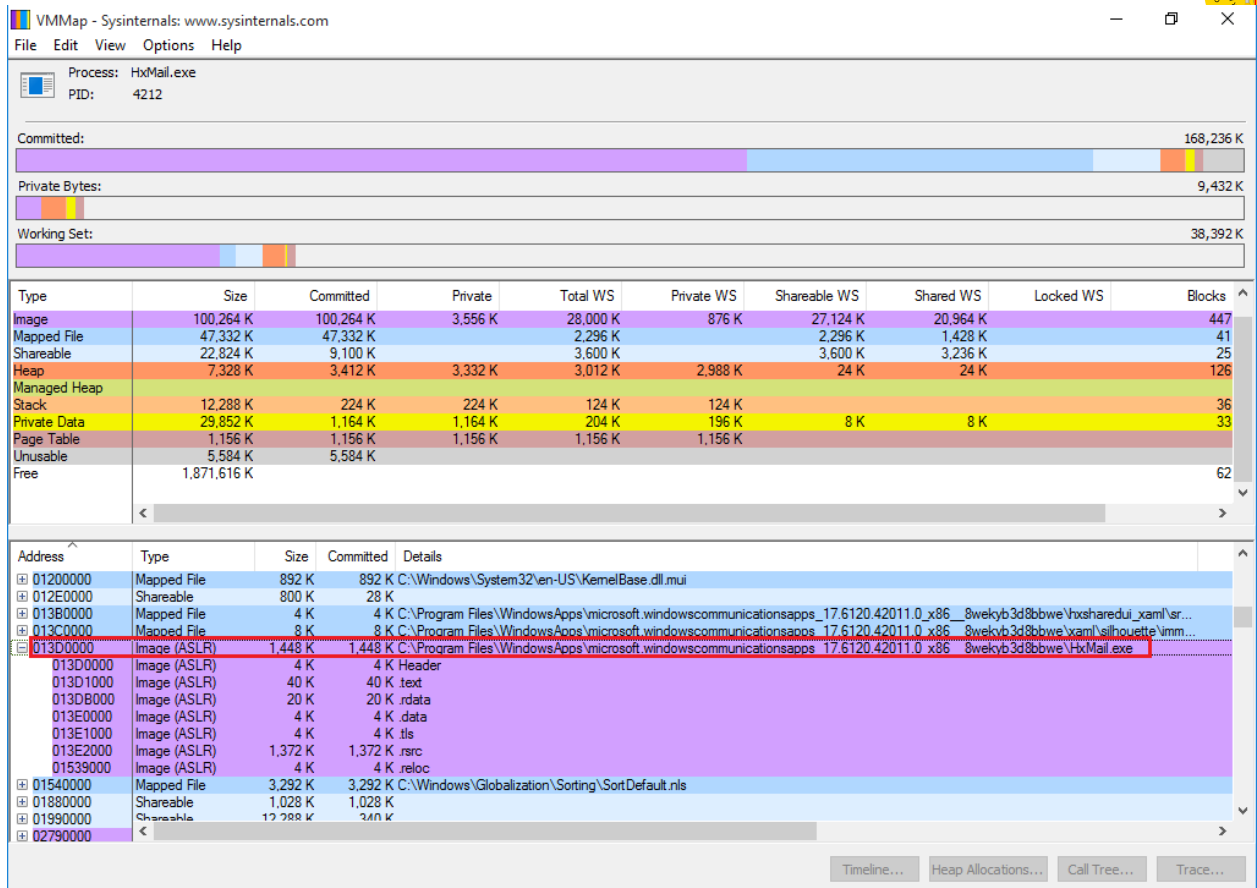 VMMap - Sysinternals: www.sysinternals.com
File Edit View Options Help
Process: HxMail.exe
PID: 4212
Committed: 168,236 K
Private Bytes: 9,432 K
Working Set: 38,392 K
Type Size Committed Private Total WS Private WS Shareable WS Shared WS Locked WS Blocks
Image 100,264 K 100,264 K 3,556 K 28,000 K 876 K 27,124 K 20,964 K 447
Mapped File 47,332 K 47,332 K 2,296 K 2,296 K 1,428 K 41
Shareable 22,824 K 9,100 K 3,600 K 3,600 K 3,236 K 25
Heap 7,328 K 3,412 K 3,332 K 3,012 K 2,988 K 24 K 24 K 126
Managed Heap
Stack 12,288 K 224 K 224 K 124 K 124 K 36
Private Data 29,852 K 1,164 K 1,164 K 204 K 196 K 8 K 8 K 33
Page Table 1,156 K 1,156 K 1,156 K 1,156 K 1,156 K
Unusable 5,584 K 5,584 K
Free 1,871,616 K 62
Address Type Size Committed Details
01200000 Mapped File 892 K 892 K C:\Windows\System32\en-US\KernelBase.dll.mui
012E0000 Shareable 800 K 28 K
013B0000 Mapped File 4 K 4 K C:\Program Files\WindowsApps\microsoft.windowscommunicationsapps_17.6120.42011.0_x86__8wekyb3d8bbwe\hxsharedui_xaml\sr...
013C0000 Mapped File 8 K 8 K C:\Program Files\WindowsApps\microsoft.windowscommunicationsapps_17.6120.42011.0_x86__8wekyb3d8bbwe\xaml\silhouette\imm...
013D0000 Image (ASLR) 1,448 K 1,448 K C:\Program Files\WindowsApps\microsoft.windowscommunicationsapps_17.6120.42011.0_x86__8wekyb3d8bbwe\HxMail.exe
013D0000 Image (ASLR) 4 K 4 K Header
013D1000 Image (ASLR) 40 K 40 K .text
013DB000 Image (ASLR) 20 K 20 K .rdata
013E0000 Image (ASLR) 4 K 4 K .data
013E1000 Image (ASLR) 4 K 4 K .tls
013E2000 Image (ASLR) 1,372 K 1,372 K .rsrc
01539000 Image (ASLR) 4 K 4 K .reloc
01540000 Mapped File 3,292 K 3,292 K C:\Windows\Globalization\Sorting\SortDefault.nls
01880000 Shareable 1,028 K 1,028 K
01990000 Shareable 12,288 K 340 K
02790000
Timeline... Heap Allocations... Call Tree... Trace...